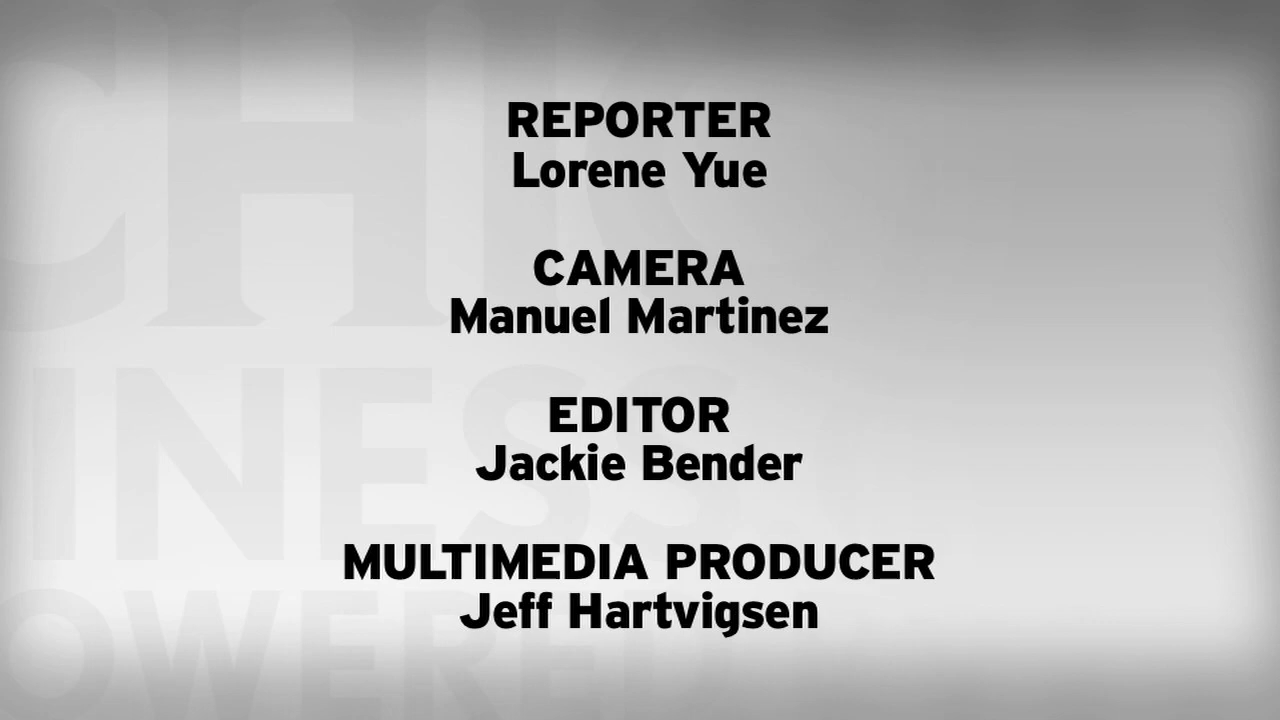 REPORTER
Lorene Yue
CAMERA
Manuel Martinez
EDITOR
Jackie Bender
MULTIMEDIA PRODUCER
Jeff Hartvigsen